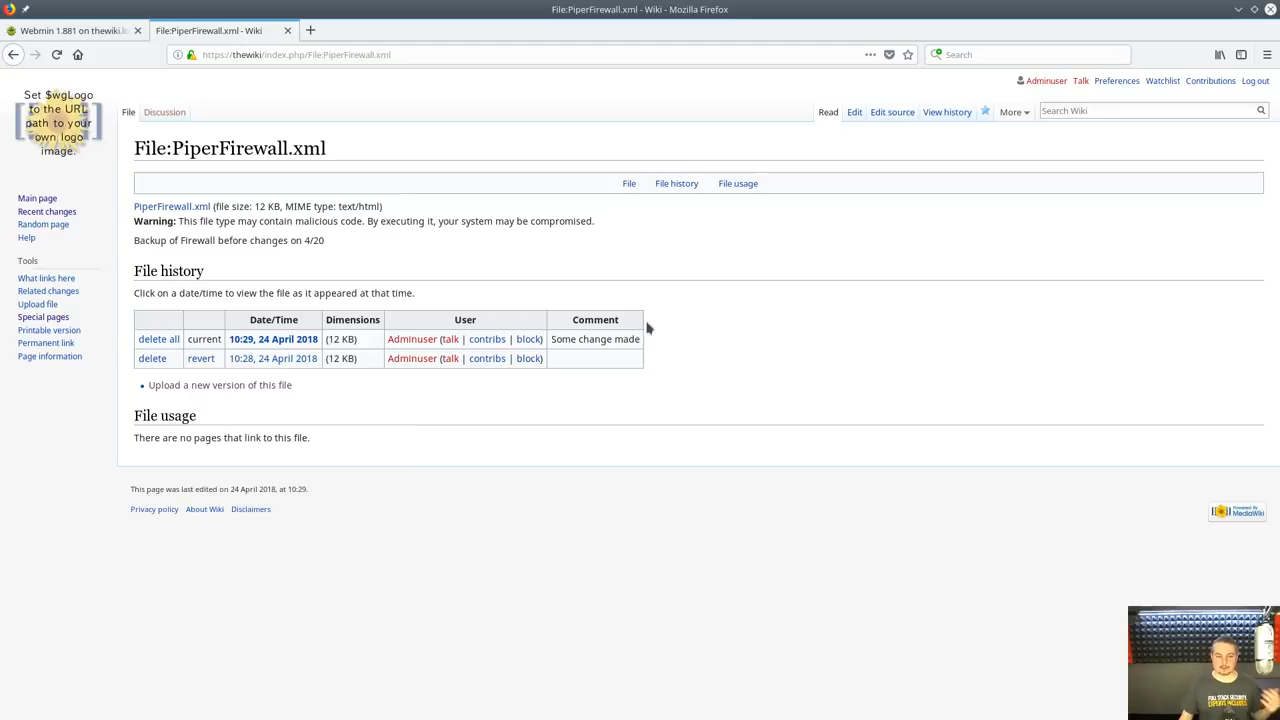 File:PiperFirewall.xml - Wiki - Mozilla Firefox
Webmin 1.881 on thewiki.lo
File:PiperFirewall.xml - Wiki
https://thewiki/index.php/File:PiperFirewall.xml
Search
Adminuser Talk Preferences Watchlist Contributions Log out
Set $wgLogo
to the URL
path to your
own logo
image.
File Discussion
Read Edit Edit source View history More
Search Wiki
File:PiperFirewall.xml
File File history File usage
PiperFirewall.xml (file size: 12 KB, MIME type: text/html)
Warning: This file type may contain malicious code. By executing it, your system may be compromised.
Backup of Firewall before changes on 4/20
File history
Click on a date/time to view the file as it appeared at that time.
Date/Time Dimensions User Comment
delete all current 10:29, 24 April 2018 (12 KB) Adminuser (talk | contribs | block) Some change made
delete revert 10:28, 24 April 2018 (12 KB) Adminuser (talk | contribs | block)
• Upload a new version of this file
File usage
There are no pages that link to this file.
Main page
Recent changes
Random page
Help
Tools
What links here
Related changes
Upload file
Special pages
Printable version
Permanent link
Page information
This page was last edited on 24 April 2018, at 10:29.
Privacy policy About Wiki Disclaimers
Powered By
MediaWiki
FULL STACK SECURITY
EXPERTS INCLUDED